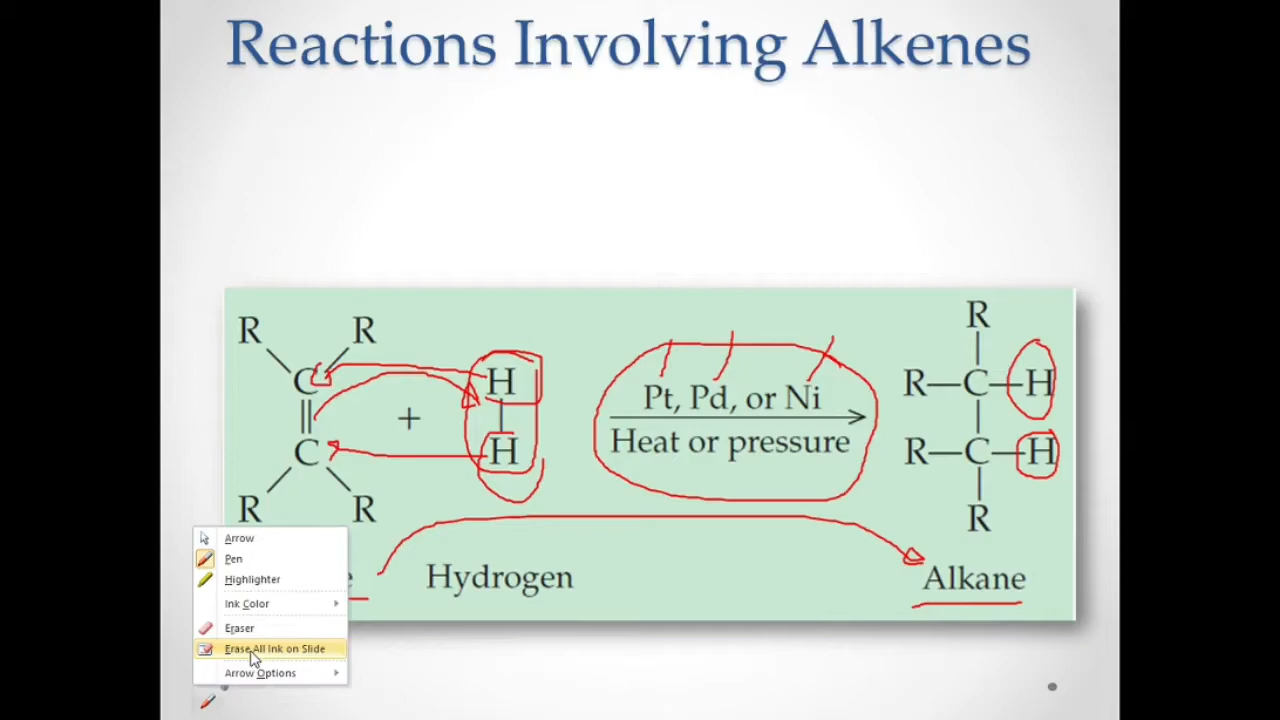 Reactions Involving Alkenes
R R R
C H Pt, Pd, or Ni R—C—H
+
C H Heat or pressure R—C—H
R R R
Hydrogen Alkane
Arrow
Pen
Highlighter
Ink Color
Eraser
Erase All Ink on Slide
Arrow Options